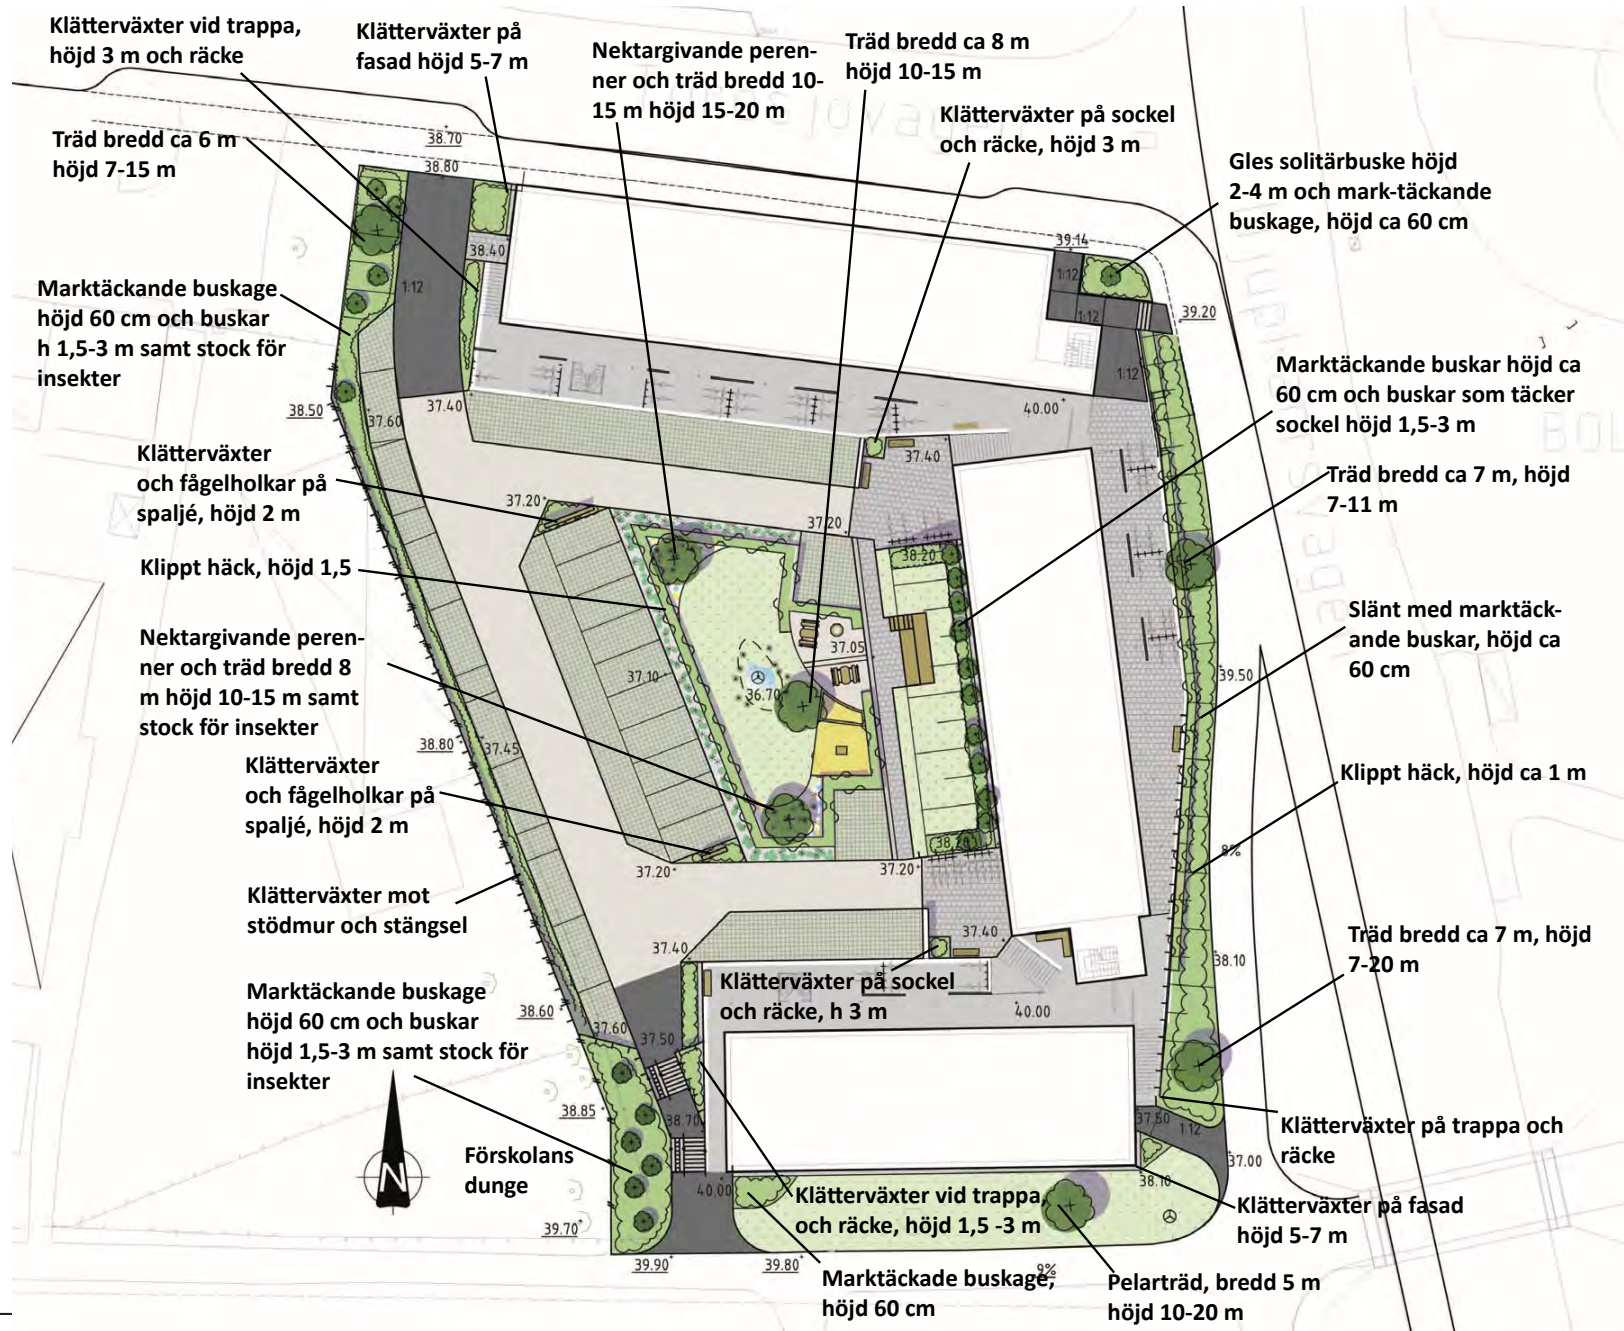 Klätterväxter vid trappa,
höjd 3 m och räcke
Klätterväxter på
fasad höjd 5-7 m
Nektargivande peren-
ner och träd bredd 10-
15 m höjd 15-20 m
Träd bredd ca 8 m
höjd 10-15 m
Klätterväxter på sockel
och räcke, höjd 3 m
Träd bredd ca 6 m
höjd 7-15 m
Gles solitärbuske höjd
2-4 m och mark-täckande
buskage, höjd ca 60 cm
Marktäckande buskage
höjd 60 cm och buskar
h 1,5-3 m samt stock för
insekter
Marktäckande buskar höjd ca
60 cm och buskar som täcker
sockel höjd 1,5-3 m
Klätterväxter
och fågelholkar på
spaljé, höjd 2 m
Träd bredd ca 7 m, höjd
7-11 m
Klippt häck, höjd 1,5
Slänt med marktäck-
ande buskar, höjd ca
60 cm
Nektargivande peren-
ner och träd bredd 8
m höjd 10-15 m samt
stock för insekter
Klätterväxter
och fågelholkar på
spaljé, höjd 2 m
Klippt häck, höjd ca 1 m
Klätterväxter mot
stödmur och stängsel
Träd bredd ca 7 m, höjd
7-20 m
Klätterväxter på sockel
och räcke, h 3 m
Marktäckande buskage
höjd 60 cm och buskar
höjd 1,5-3 m samt stock för
insekter
Klätterväxter på trappa och
räcke
Förskolans
dunge
Klätterväxter vid trappa,
och räcke, höjd 1,5 -3 m
Klätterväxter på fasad
höjd 5-7 m
Marktäckade buskage,
höjd 60 cm
Pelarträd, bredd 5 m
höjd 10-20 m
N
38.70
38.80
38.40
39.14
39.20
1:12
1:12
1:12
1:12
38.50
37.60
37.40
40.00
37.40
37.20
37.20
38.20
37.05
37.10
36.70
39.50
38.80
37.45
8%
38.20
37.20
37.20
37.40
37.40
38.10
38.60
37.60
37.50
40.00
38.85
38.70
37.50
1:12
37.00
40.00
38.10
39.70
39.90
39.80
9%
BOL